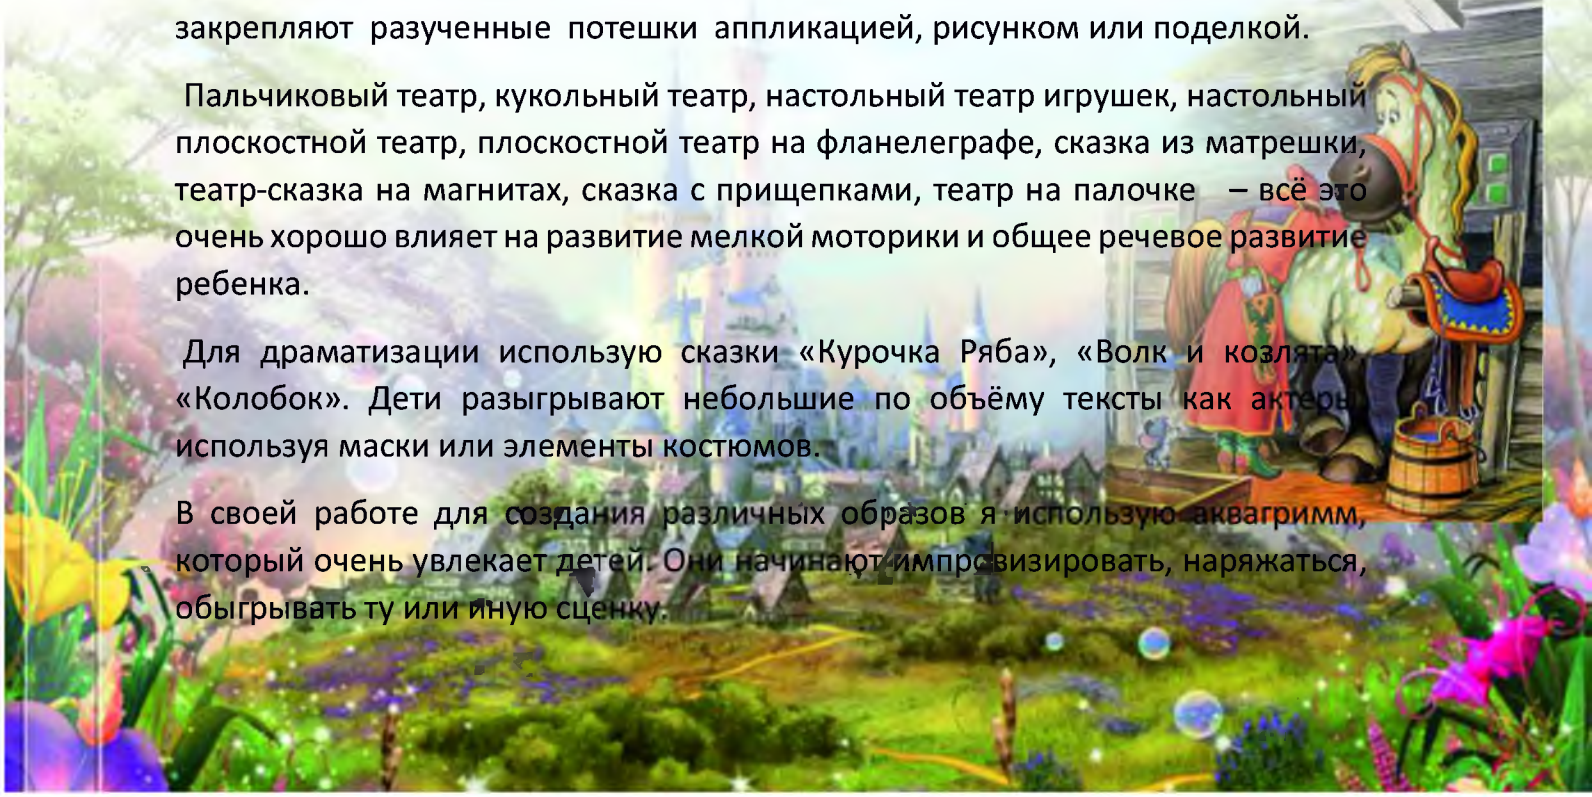 закрепляют разученные потешки аппликацией, рисунком или поделкой.
Пальчиковый театр, кукольный театр, настольный театр игрушек, настольный
плоскостной театр, плоскостной театр на фланелеграфе, сказка из матрешки,
театр-сказка на магнитах, сказка с прищепками, театр на палочке – всё это
очень хорошо влияет на развитие мелкой моторики и общее речевое развитие
ребенка.
Для драматизации использую сказки «Курочка Ряба», «Волк и козлята»,
«Колобок». Дети разыгрывают небольшие по объёму тексты как актеры,
используя маски или элементы костюмов.
В своей работе для создания различных образов я использую аквагримм,
который очень увлекает детей. Они начинают импровизировать, наряжаться,
обыгрывать ту или иную сценку.